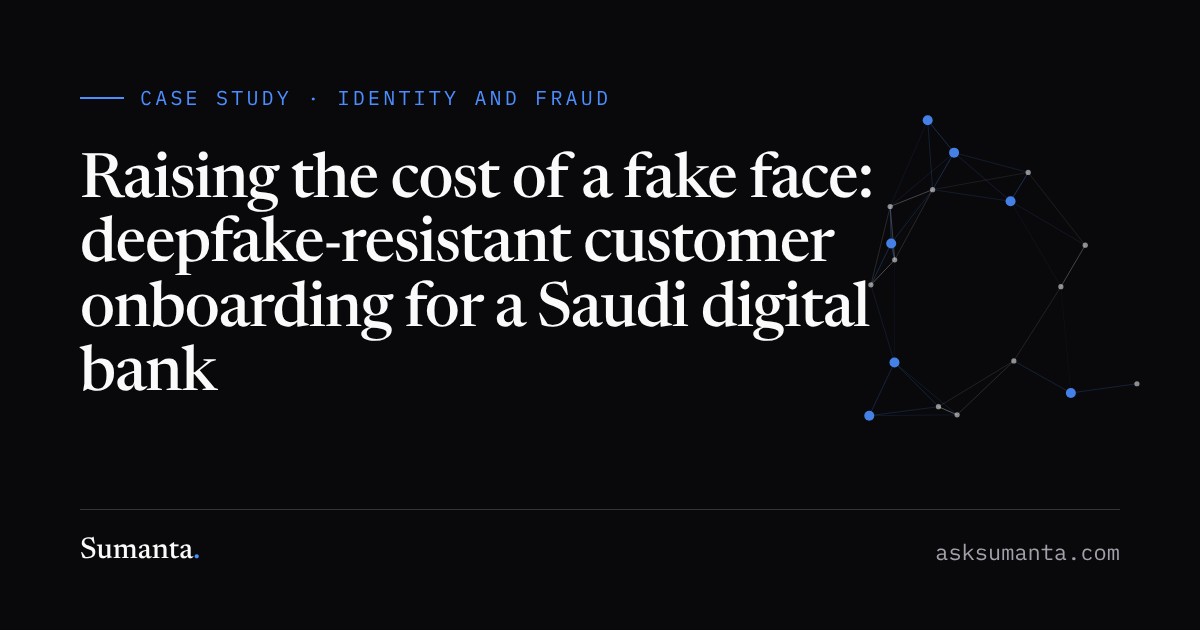 CASE STUDY · IDENTITY AND FRAUD
Raising the cost of a fake face:
deepfake-resistant customer
onboarding for a Saudi digital
bank
Sumanta.
asksumanta.com